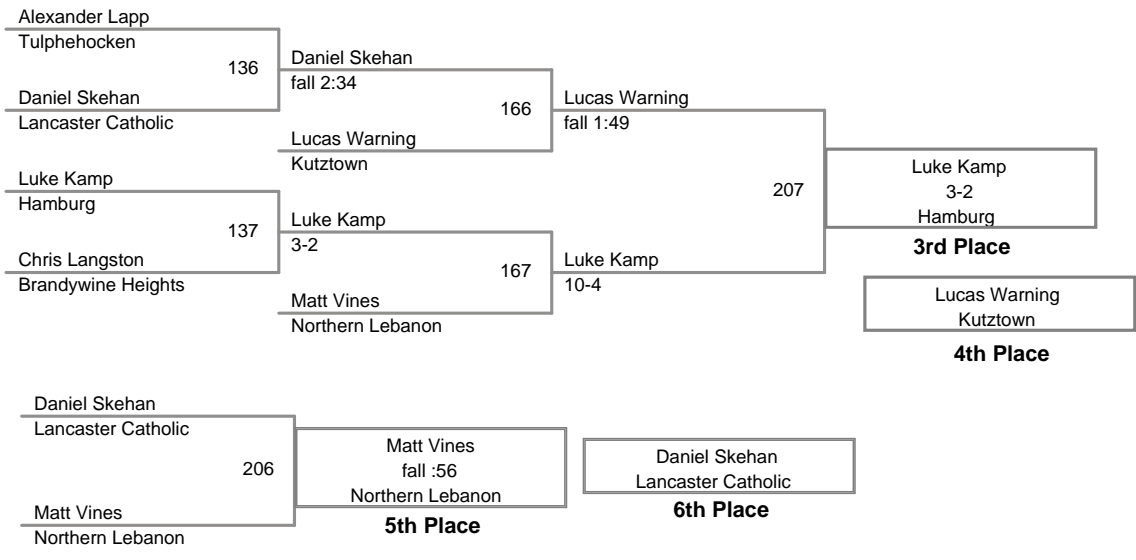 Alexander Lapp
Tulphehocken
136
Daniel Skehan
fall 2:34
Daniel Skehan
Lancaster Catholic
166
Lucas Warning
fall 1:49
Lucas Warning
Kutztown
Luke Kamp
Hamburg
207
Luke Kamp
3-2
Hamburg
3rd Place
137
Luke Kamp
3-2
Chris Langston
Brandywine Heights
167
Luke Kamp
10-4
Matt Vines
Northern Lebanon
Lucas Warning
Kutztown
4th Place
Daniel Skehan
Lancaster Catholic
206
Matt Vines
fall :56
Northern Lebanon
5th Place
Daniel Skehan
Lancaster Catholic
6th Place
Matt Vines
Northern Lebanon